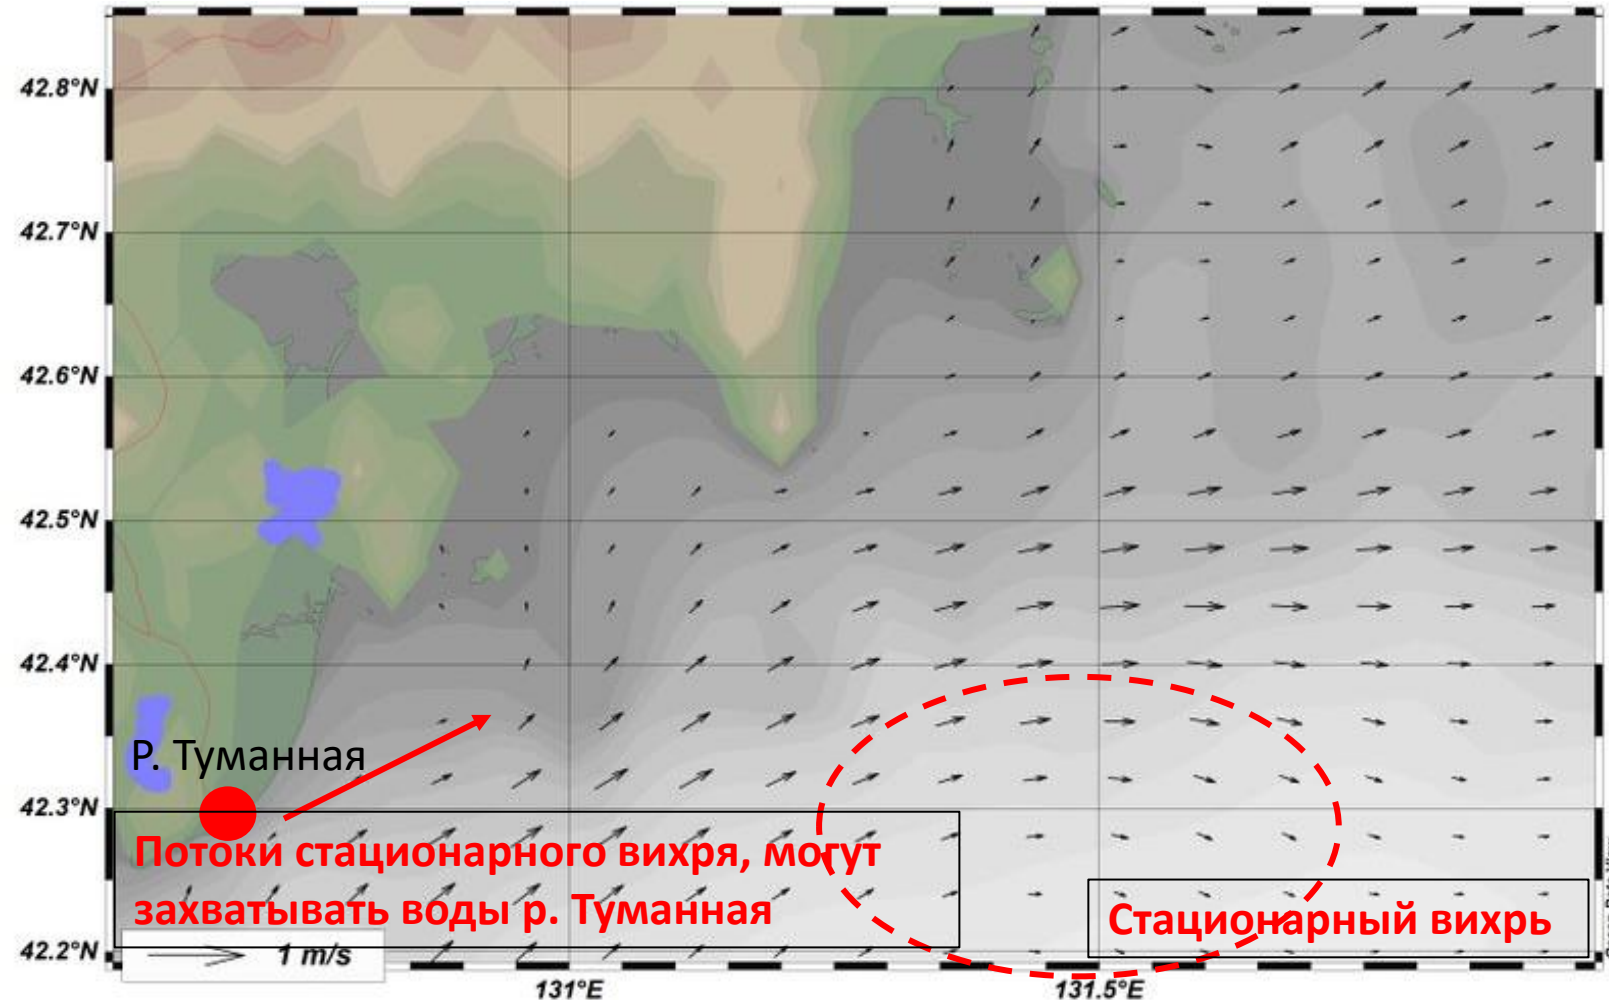 42.8°N
42.7°N
42.6°N
42.5°N
42.4°N
Р. Туманная
42.3°N
Потоки стационарного вихря, могут
захватывать воды р. Туманная
Стационарный вихрь
42.2°N
1 m/s
131°E
131.5°E